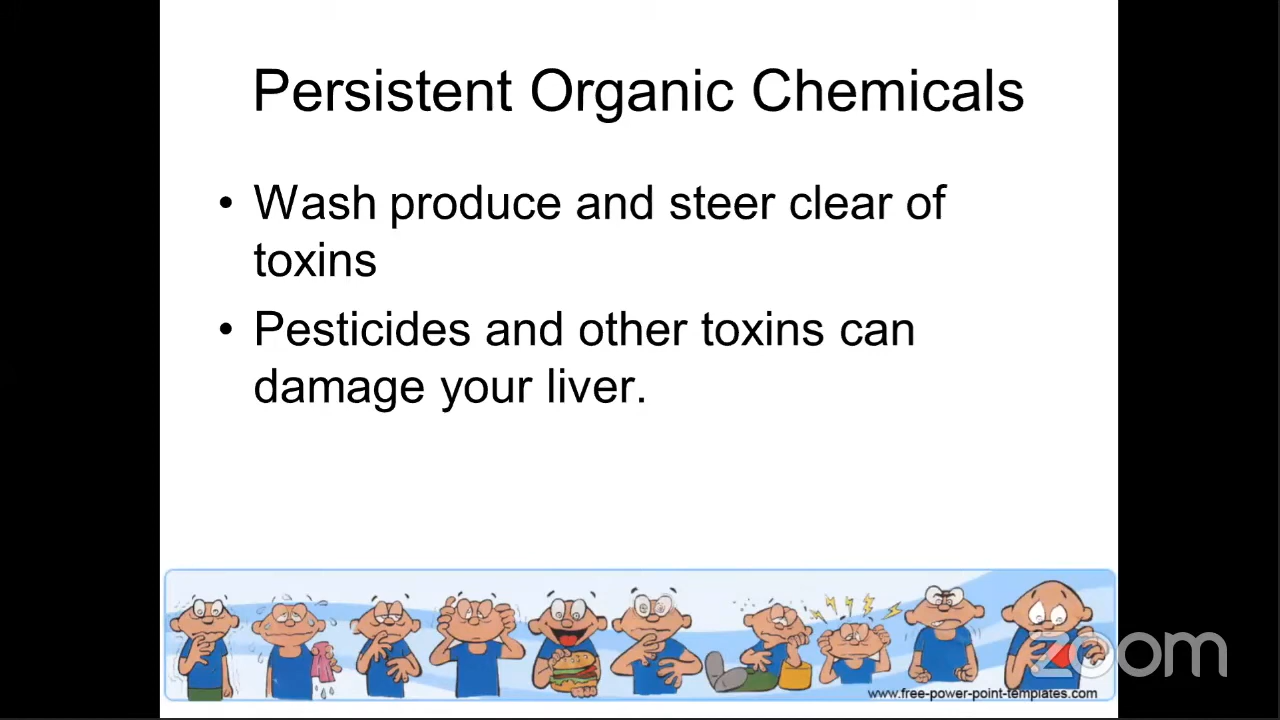 Persistent Organic Chemicals
• Wash produce and steer clear of
toxins
• Pesticides and other toxins can
damage your liver.
www.free-power-point-templates.com
zoom